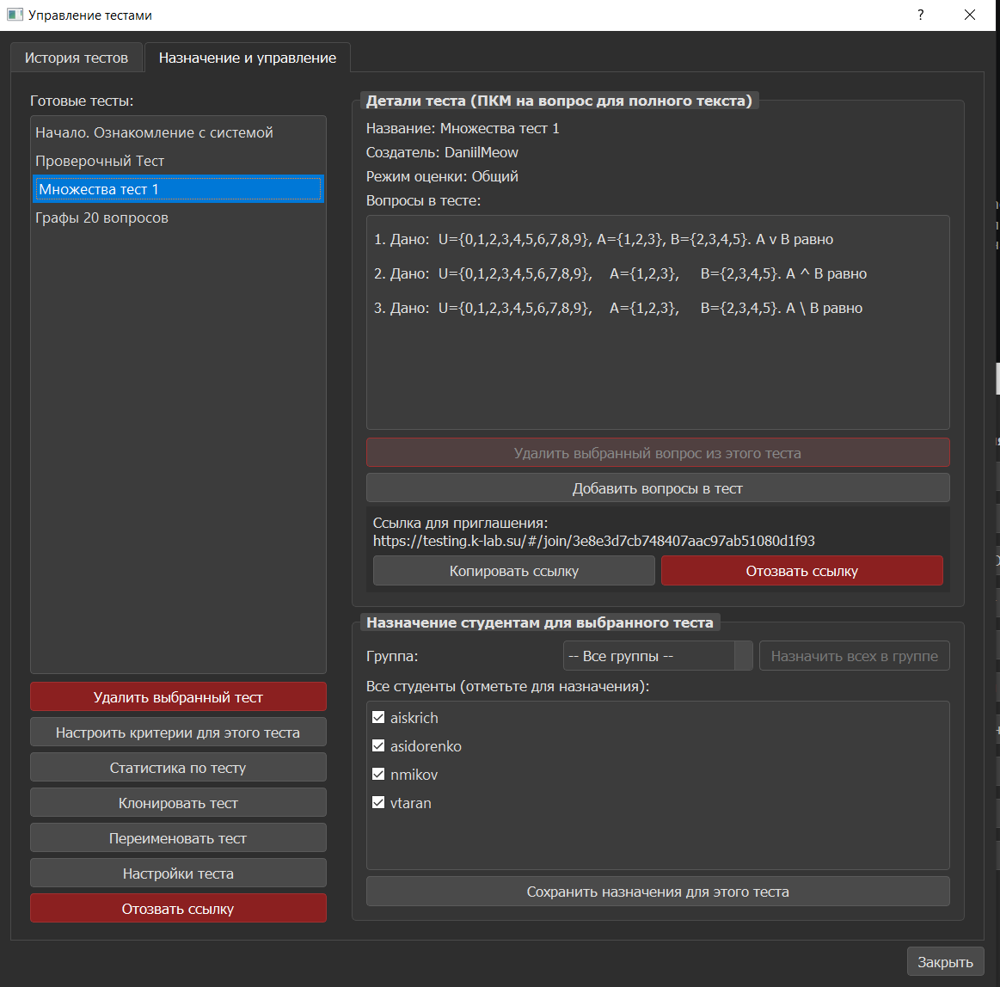 Управление тестами
?
История тестов
Назначение и управление
Готовые тесты:
Начало. Ознакомление с системой
Проверочный Тест
Множества тест 1
Графы 20 вопросов
Удалить выбранный тест
Настроить критерии для этого теста
Статистика по тесту
Клонировать тест
Переименовать тест
Настройки теста
Отозвать ссылку
Детали теста (ПКМ на вопрос для полного текста)
Название: Множества тест 1
Создатель: DaniilMeow
Режим оценки: Общий
Вопросы в тесте:
1. Дано:  U={0,1,2,3,4,5,6,7,8,9}, A={1,2,3}, B={2,3,4,5}. A v B равно
2. Дано:  U={0,1,2,3,4,5,6,7,8,9},    A={1,2,3},     B={2,3,4,5}. A ^ B равно
3. Дано:  U={0,1,2,3,4,5,6,7,8,9},    A={1,2,3},     B={2,3,4,5}. A \ B равно
Удалить выбранный вопрос из этого теста
Добавить вопросы в тест
Ссылка для приглашения:
https://testing.k-lab.su/#/join/3e8e3d7cb748407aac97ab51080d1f93
Копировать ссылку
Отозвать ссылку
Назначение студентам для выбранного теста
Группа:
-- Все группы --
Назначить всех в группе
Все студенты (отметьте для назначения):
aiskrich
asidorenko
nmikov
vtaran
Сохранить назначения для этого теста
Закрыть